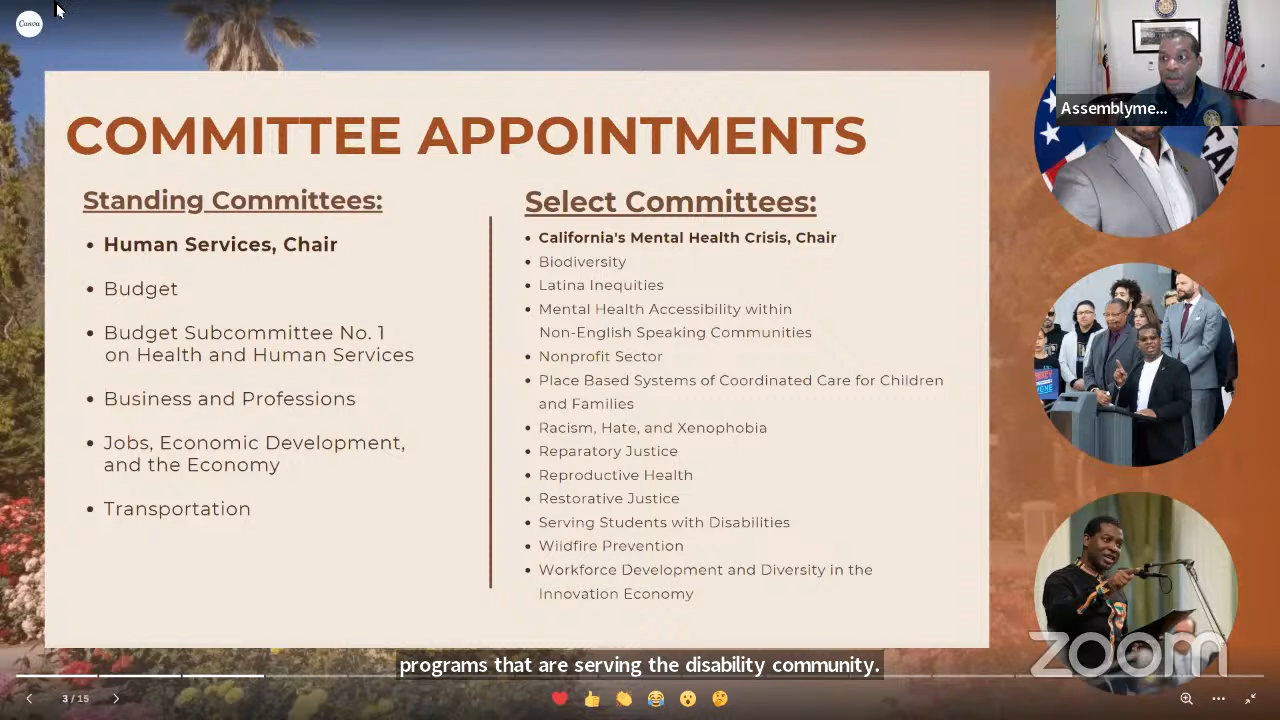 Canva
COMMITTEE APPOINTMENTS
Standing Committees:
• Human Services, Chair
• Budget
• Budget Subcommittee No. 1
on Health and Human Services
• Business and Professions
• Jobs, Economic Development,
and the Economy
• Transportation
Select Committees:
• California's Mental Health Crisis, Chair
• Biodiversity
• Latina Inequities
• Mental Health Accessibility within
Non-English Speaking Communities
• Nonprofit Sector
• Place Based Systems of Coordinated Care for Children
and Families
• Racism, Hate, and Xenophobia
• Reparatory Justice
• Reproductive Health
• Restorative Justice
• Serving Students with Disabilities
• Wildfire Prevention
• Workforce Development and Diversity in the
Innovation Economy
Assemblyme...
CAL
zoom
programs that are serving the disability community.
3 / 15